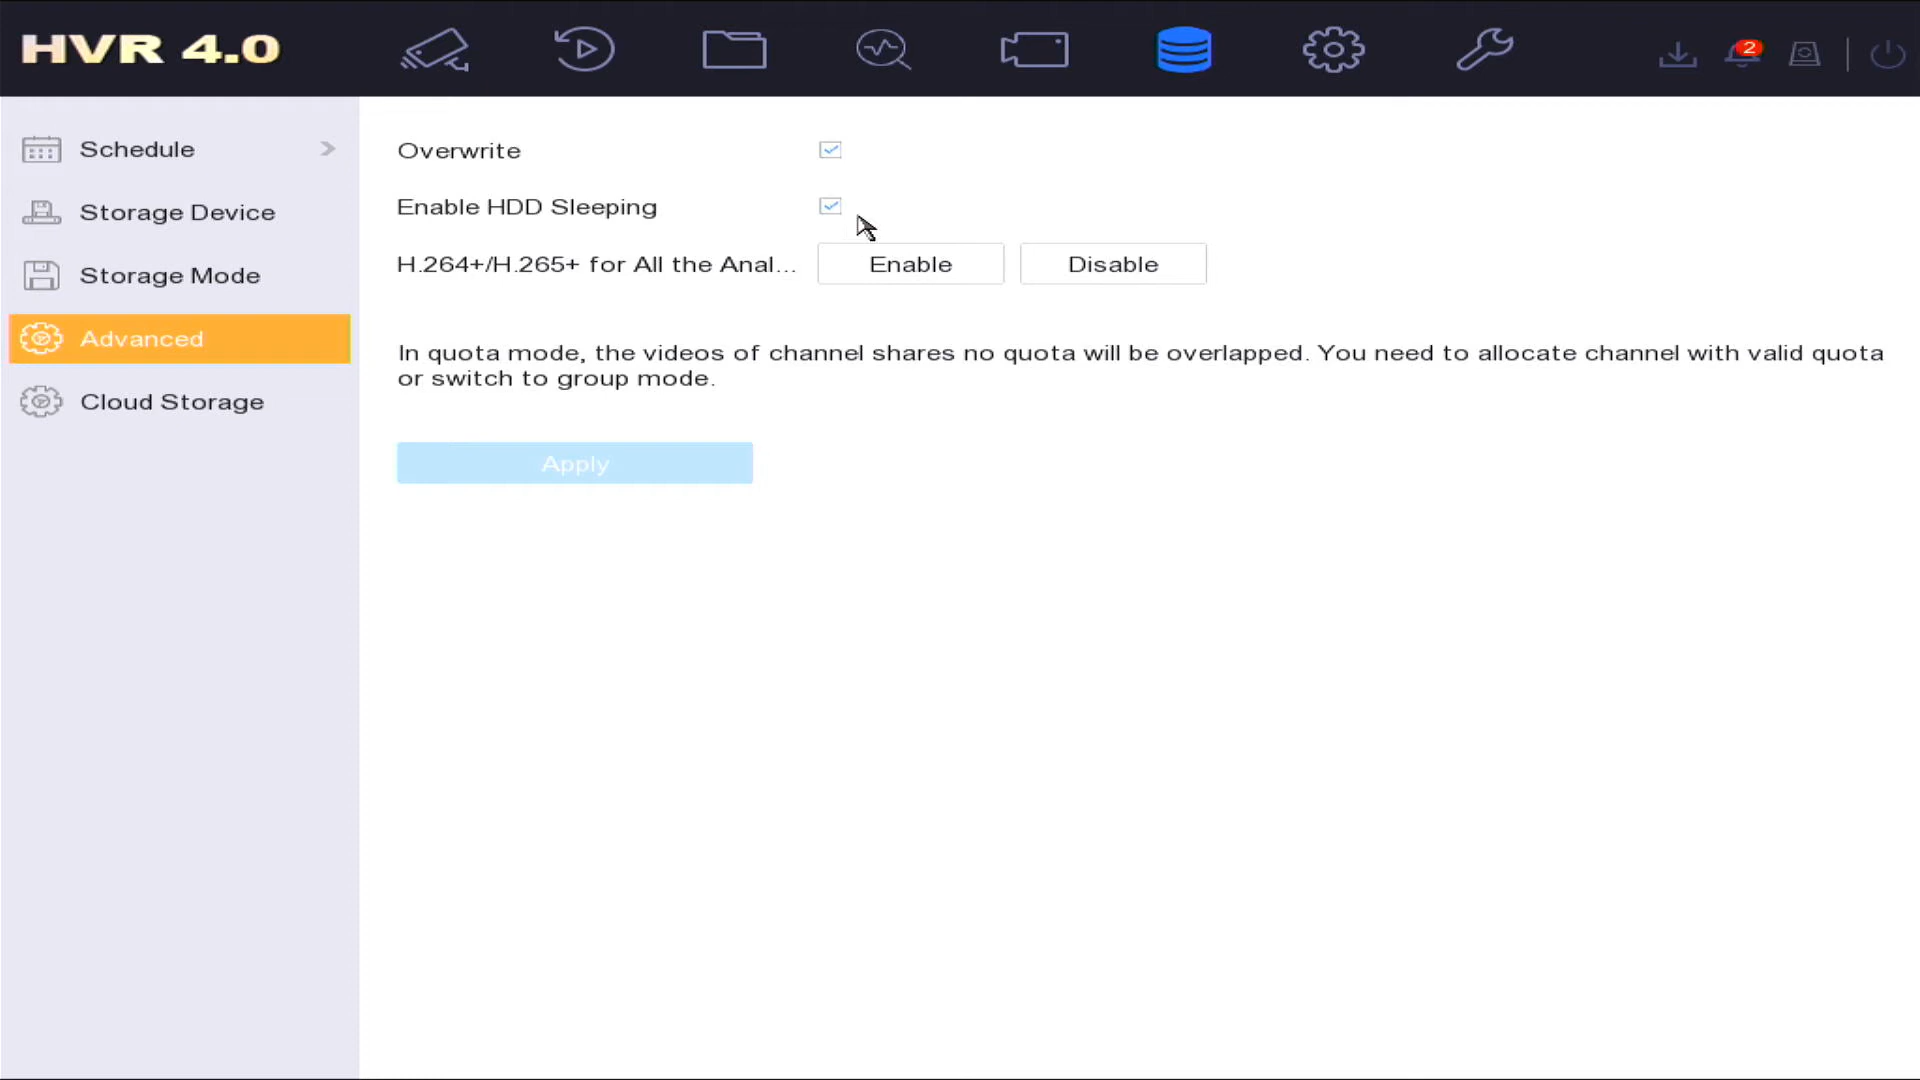 HVR 4.0
2
Schedule
Storage Device
Storage Mode
Advanced
Cloud Storage
Overwrite
Enable HDD Sleeping
H.264+/H.265+ for All the Anal...
Enable
Disable
In quota mode, the videos of channel shares no quota will be overlapped. You need to allocate channel with valid quota
or switch to group mode.
Apply